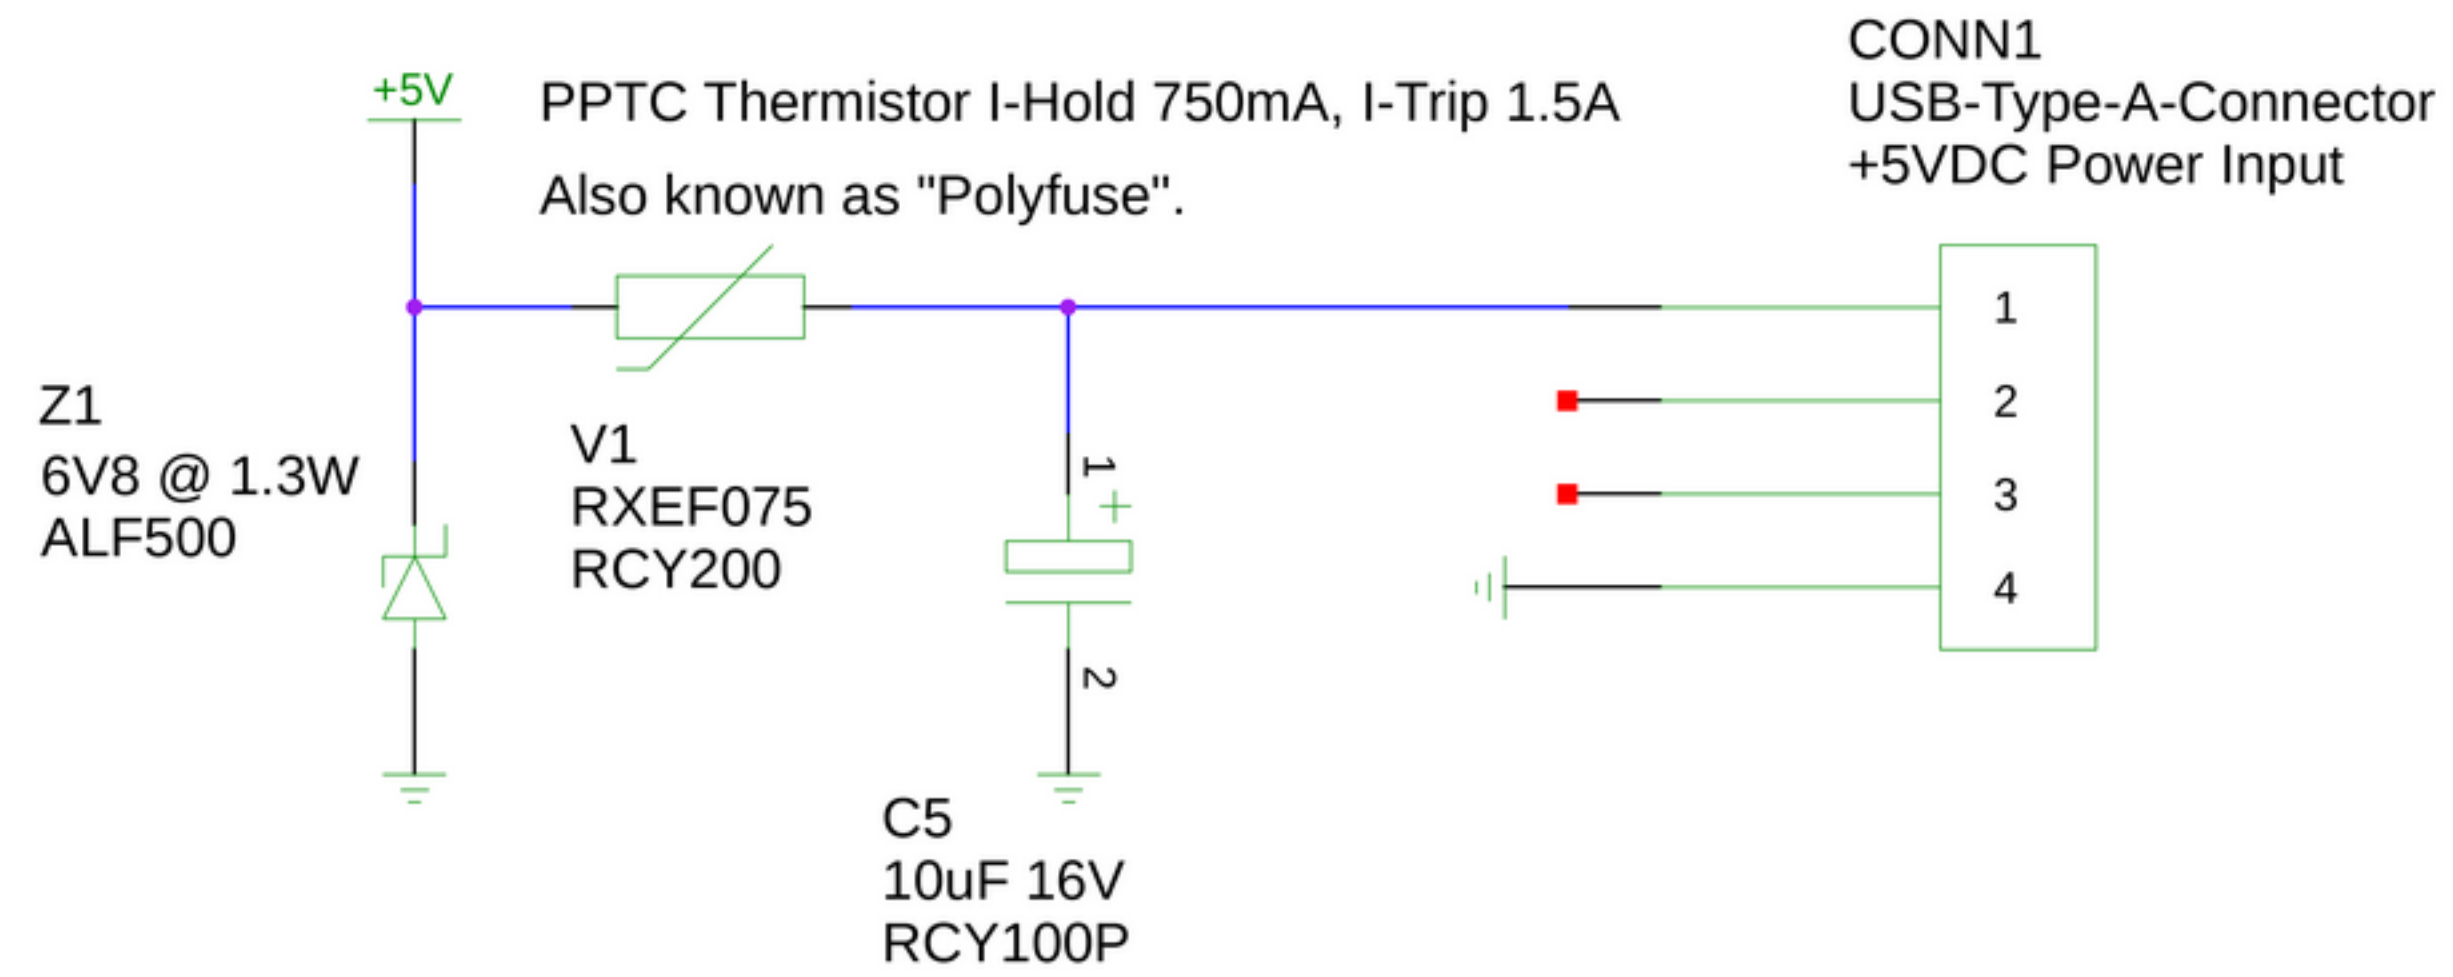 CONN1
USB-Type-A-Connector
+5VDC Power Input
+5V
PPTC Thermistor I-Hold 750mA, I-Trip 1.5A
Also known as "Polyfuse".
1
2
3
4
Z1
6V8 @ 1.3W
ALF500
V1
RXEF075
RCY200
1
+
2
C5
10uF 16V
RCY100P